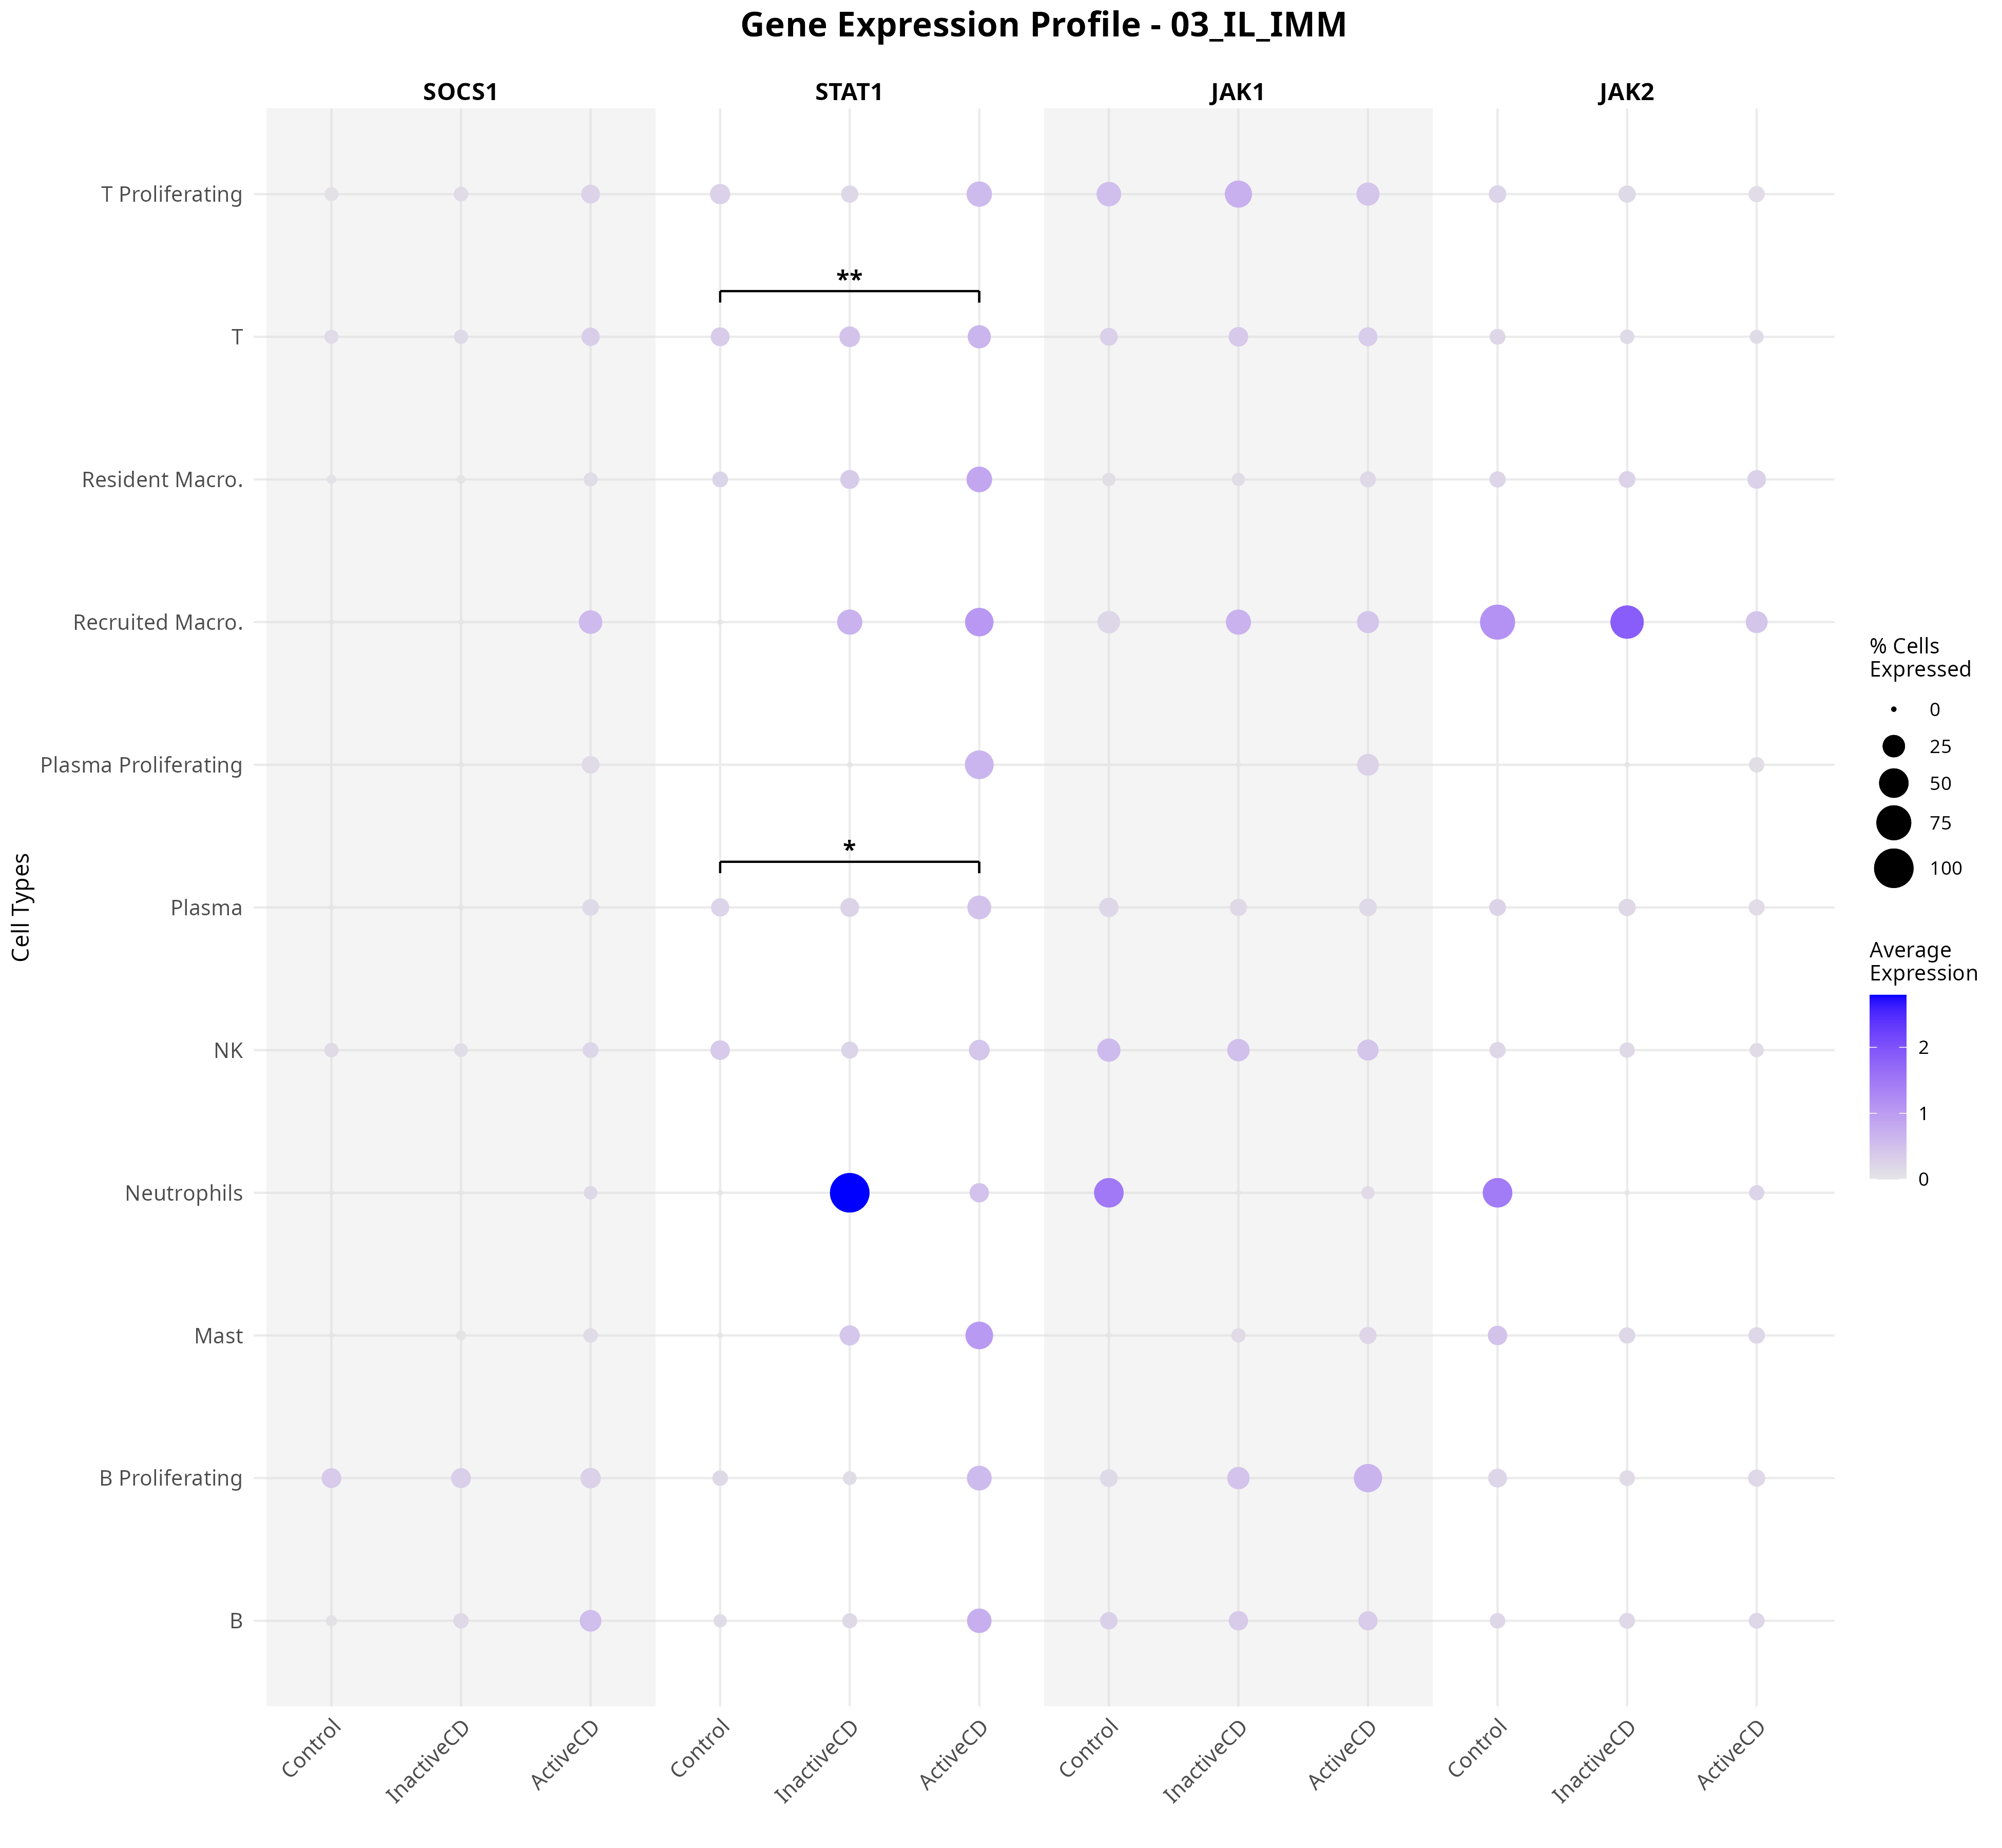 Gene Expression Profile - 03_IL_IMM
SOCS1 STAT1 JAK1 JAK2
T Proliferating
**
T
Resident Macro.
Recruited Macro.
Plasma Proliferating
*
Plasma
NK
Neutrophils
Mast
B Proliferating
B
Cell Types
Control InactiveCD ActiveCD Control InactiveCD ActiveCD Control InactiveCD ActiveCD Control InactiveCD ActiveCD
% Cells
Expressed
0
25
50
75
100
Average
Expression
2
1
0